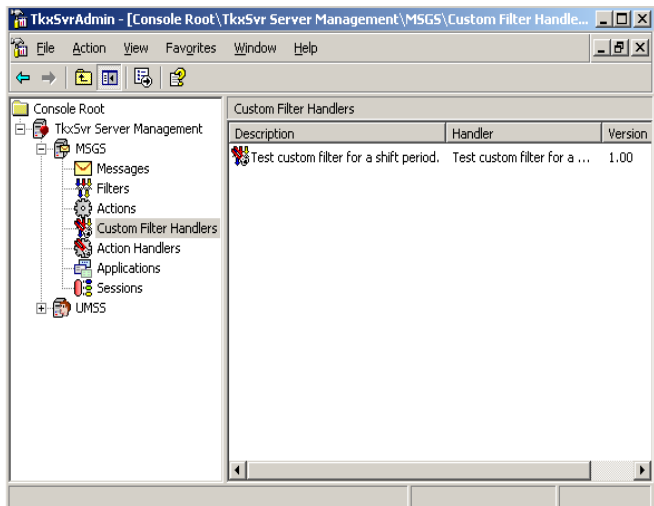 TkxSvrAdmin - [Console Root\TkxSvr Server Management\MSGS\Custom Filter Handle...
File Action View Favorites Window Help
Console Root
TkxSvr Server Management
MSGS
Messages
Filters
Actions
Custom Filter Handlers
Action Handlers
Applications
Sessions
UMSS
Custom Filter Handlers
Description Handler Version
Test custom filter for a shift period. Test custom filter for a ... 1.00